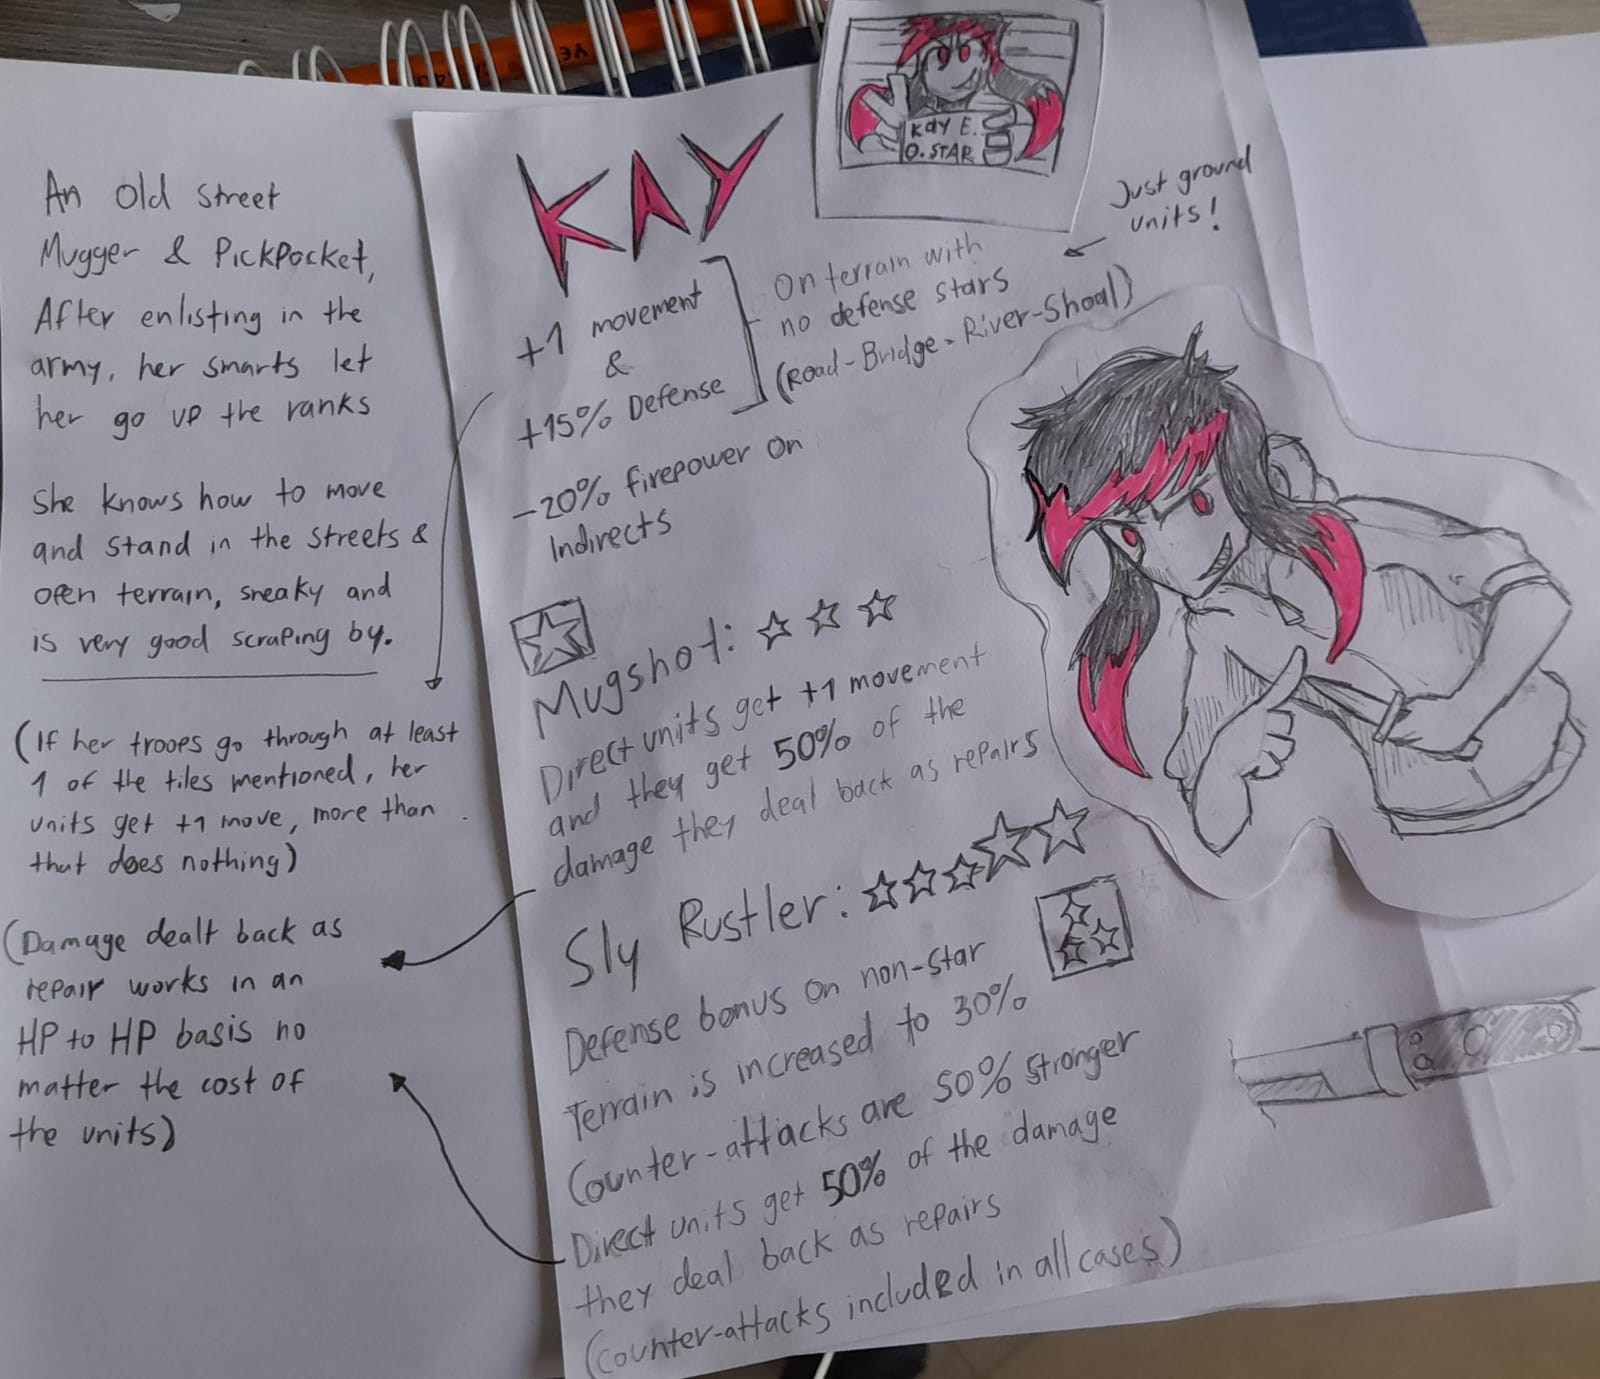 An Old street
Mugger & PickPocket,
After enlisting in the
army, her smarts let
her go up the ranks
She knows how to move
and stand in the streets &
open terrain, sneaky and
is very good scraping by.
(If her troops go through at least
1 of the tiles mentioned, her
units get +1 move, more than
that does nothing)
(Damage dealt back as
repair works in an
HP to HP basis no
matter the cost of
the units)
KAY
KAY E.
O. STAR
Just ground
units!
+1 movement
&
+15% Defense
On terrain with
no defense stars
(Road-Bridge-River-Shoal)
-20% firepower on
Indirects
Mugshot:
Direct units get +1 movement
and they get 50% of the
damage they deal back as repairs
Sly Rustler:
Defense bonus on non-star
Terrain is increased to 30%
Counter-attacks are 50% stronger
Direct units get 50% of the damage
they deal back as repairs
(counter-attacks included in all cases)